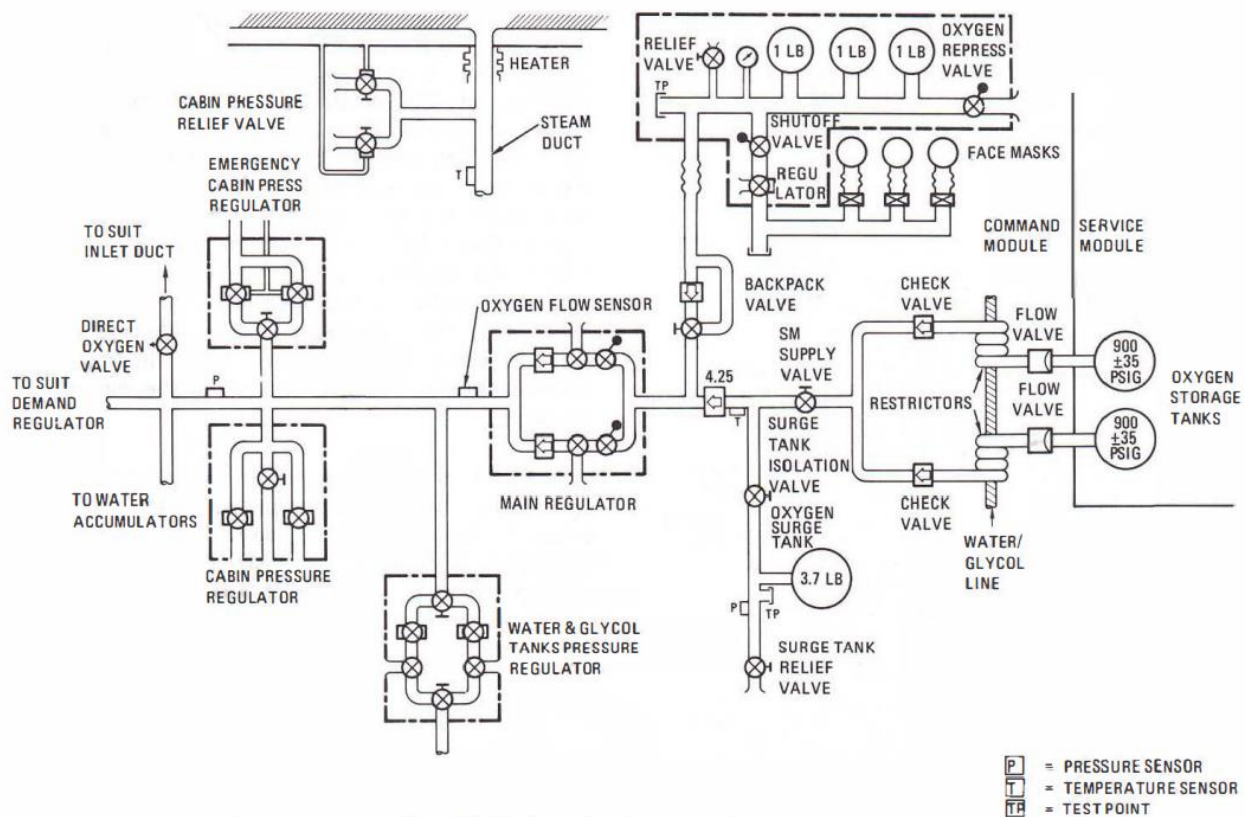 RELIEF
VALVE
1 LB
1 LB
1 LB
OXYGEN
REPRESS
VALVE
TP
HEATER
CABIN PRESSURE
RELIEF VALVE
STEAM
DUCT
SHUTOFF
VALVE
T
FACE MASKS
REGU
LATOR
EMERGENCY
CABIN PRESS
REGULATOR
COMMAND
MODULE
SERVICE
MODULE
TO SUIT
INLET DUCT
BACKPACK
VALVE
CHECK
VALVE
FLOW
VALVE
OXYGEN FLOW SENSOR
DIRECT
OXYGEN
VALVE
SM
SUPPLY
VALVE
900
±35
PSIG
P
4.25
TO SUIT
DEMAND
REGULATOR
RESTRICTORS
FLOW
VALVE
OXYGEN
STORAGE
TANKS
T
SURGE
TANK
ISOLATION
VALVE
900
±35
PSIG
MAIN REGULATOR
TO WATER
ACCUMULATORS
CHECK
VALVE
OXYGEN
SURGE
TANK
WATER/
GLYCOL
LINE
CABIN PRESSURE
REGULATOR
3.7 LB
P
TP
WATER & GLYCOL
TANKS PRESSURE
REGULATOR
SURGE TANK
RELIEF
VALVE
P = PRESSURE SENSOR
T = TEMPERATURE SENSOR
TP = TEST POINT